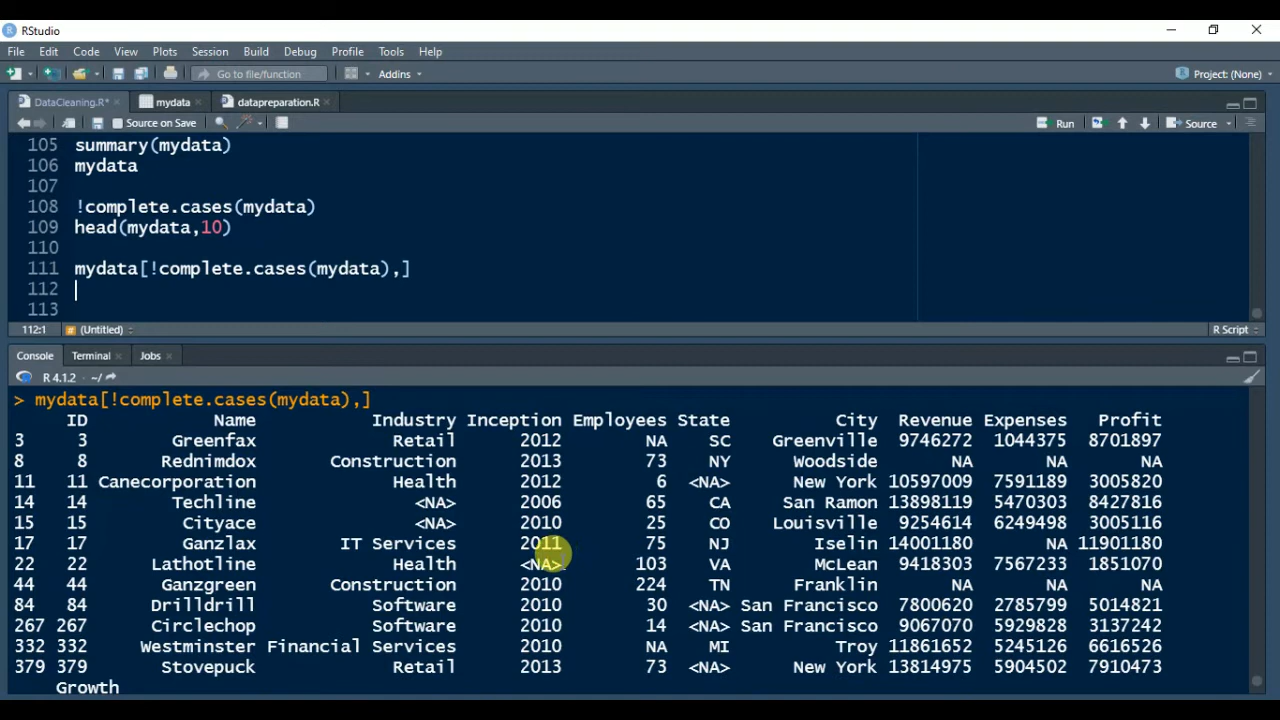 RStudio
File Edit Code View Plots Session Build Debug Profile Tools Help
Go to file/function Addins Project: (None)
DataCleaning.R* mydata datapreparation.R
Source on Save Run Source
105 summary(mydata)
106 mydata
107
108 !complete.cases(mydata)
109 head(mydata,10)
110
111 mydata[!complete.cases(mydata),]
112
113
112:1 # (Untitled) R Script
Console Terminal Jobs
R 4.1.2 · ~/
> mydata[!complete.cases(mydata),]
ID Name Industry Inception Employees State City Revenue Expenses Profit
3 3 Greenfax Retail 2012 NA SC Greenville 9746272 1044375 8701897
8 8 Rednimdox Construction 2013 73 NY Woodside NA NA NA
11 11 Canecorporation Health 2012 6 <NA> New York 10597009 7591189 3005820
14 14 Techline <NA> 2006 65 CA San Ramon 13898119 5470303 8427816
15 15 Cityace <NA> 2010 25 CO Louisville 9254614 6249498 3005116
17 17 Ganzlax IT Services 2011 75 NJ Iselin 14001180 NA 11901180
22 22 Lathotline Health <NA> 103 VA McLean 9418303 7567233 1851070
44 44 Ganzgreen Construction 2010 224 TN Franklin NA NA NA
84 84 Drilldrill Software 2010 30 <NA> San Francisco 7800620 2785799 5014821
267 267 Circlechop Software 2010 14 <NA> San Francisco 9067070 5929828 3137242
332 332 Westminster Financial Services 2010 NA MI Troy 11861652 5245126 6616526
379 379 Stovepuck Retail 2013 73 <NA> New York 13814975 5904502 7910473
Growth